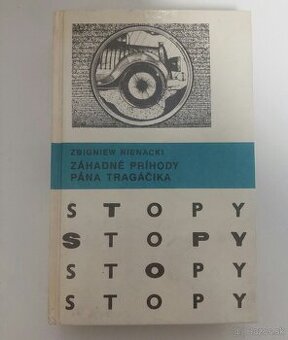 ZBIGNIEW NIENACKI
ZÁHADNÉ PRÍHODY
PÁNA TRAGÁČIKA
STOPY
STOPY
STOPY
STOPY